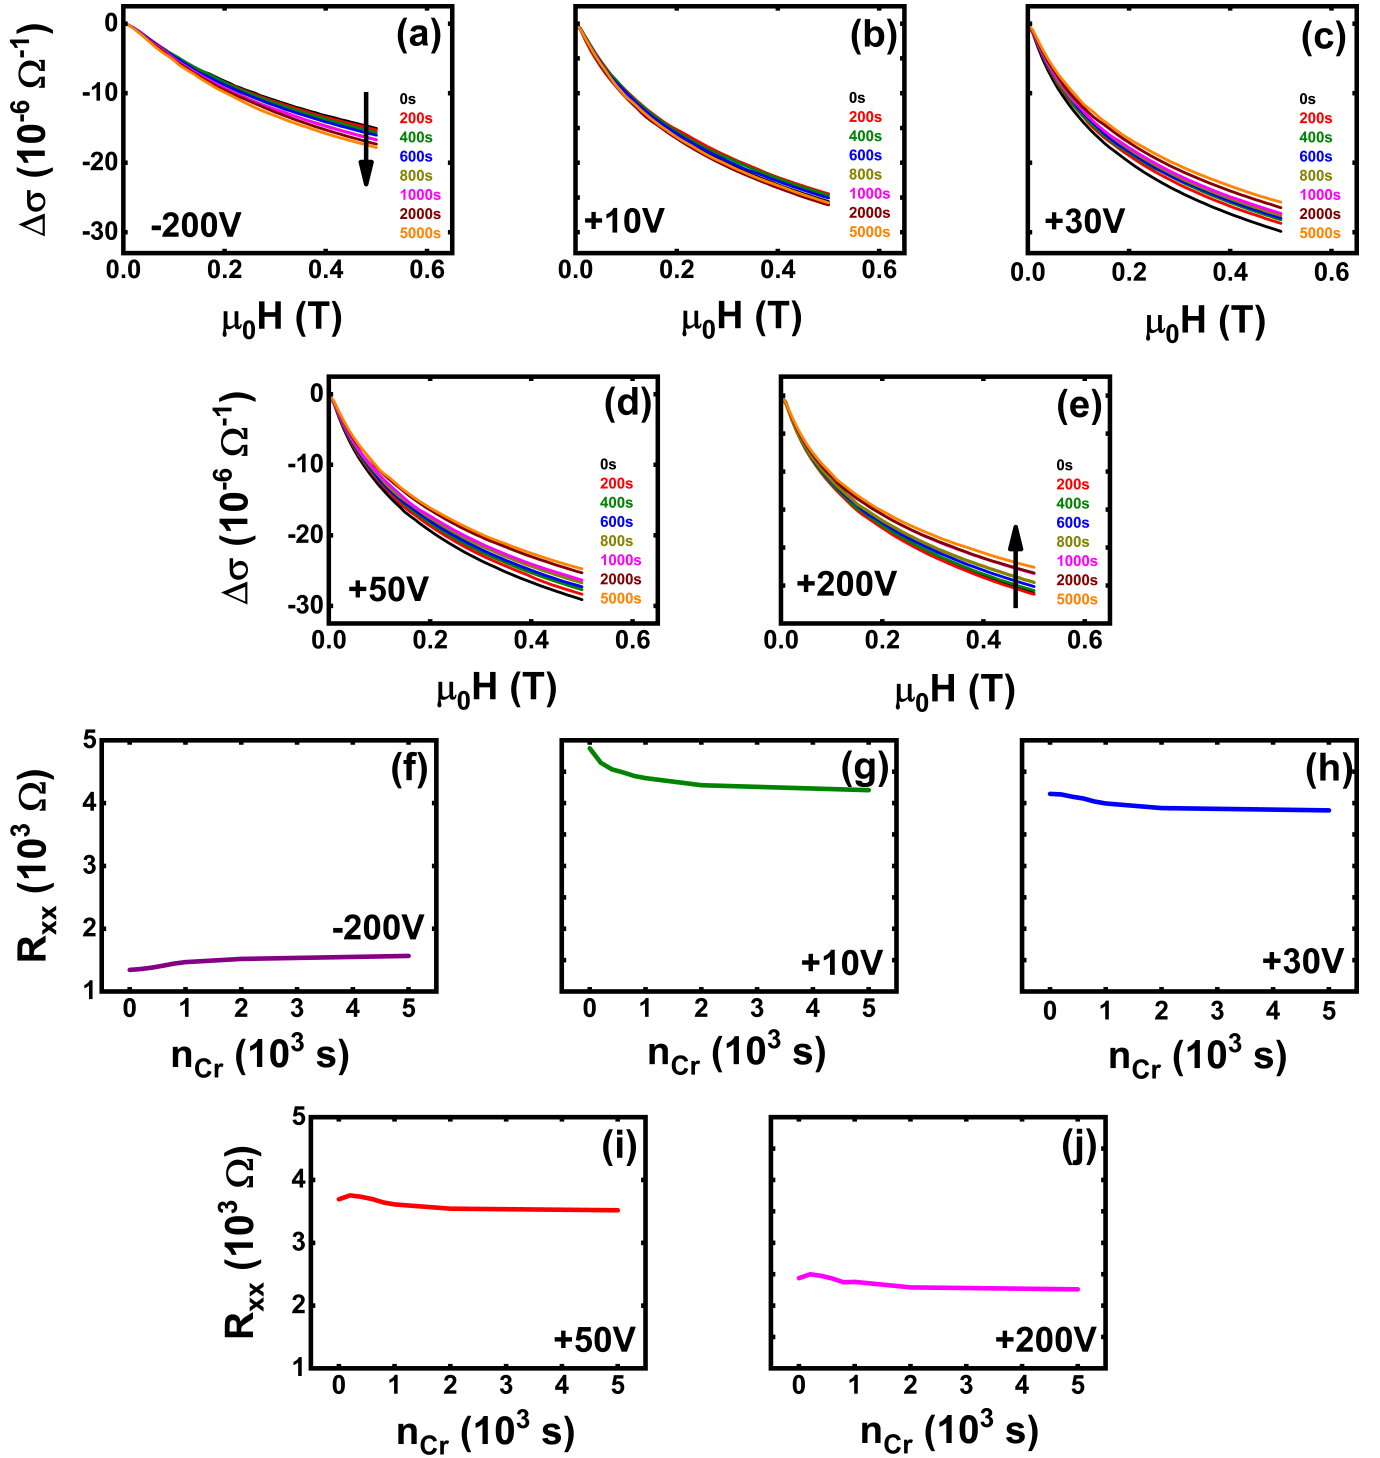 (a)
0
-10
-20
-30
Δσ (10⁻⁶ Ω⁻¹)
0s
200s
400s
600s
800s
1000s
2000s
5000s
-200V
0.0 0.2 0.4 0.6
μ₀H (T)
(b)
0s
200s
400s
600s
800s
1000s
2000s
5000s
+10V
0.0 0.2 0.4 0.6
μ₀H (T)
(c)
0s
200s
400s
600s
800s
1000s
2000s
5000s
+30V
0.0 0.2 0.4 0.6
μ₀H (T)
(d)
0
-10
-20
-30
Δσ (10⁻⁶ Ω⁻¹)
0s
200s
400s
600s
800s
1000s
2000s
5000s
+50V
0.0 0.2 0.4 0.6
μ₀H (T)
(e)
0s
200s
400s
600s
800s
1000s
2000s
5000s
+200V
0.0 0.2 0.4 0.6
μ₀H (T)
(f)
5
4
3
2
1
Rₓₓ (10³ Ω)
-200V
0 1 2 3 4 5
n_Cr (10³ s)
(g)
+10V
0 1 2 3 4 5
n_Cr (10³ s)
(h)
+30V
0 1 2 3 4 5
n_Cr (10³ s)
(i)
5
4
3
2
1
Rₓₓ (10³ Ω)
+50V
0 1 2 3 4 5
n_Cr (10³ s)
(j)
+200V
0 1 2 3 4 5
n_Cr (10³ s)